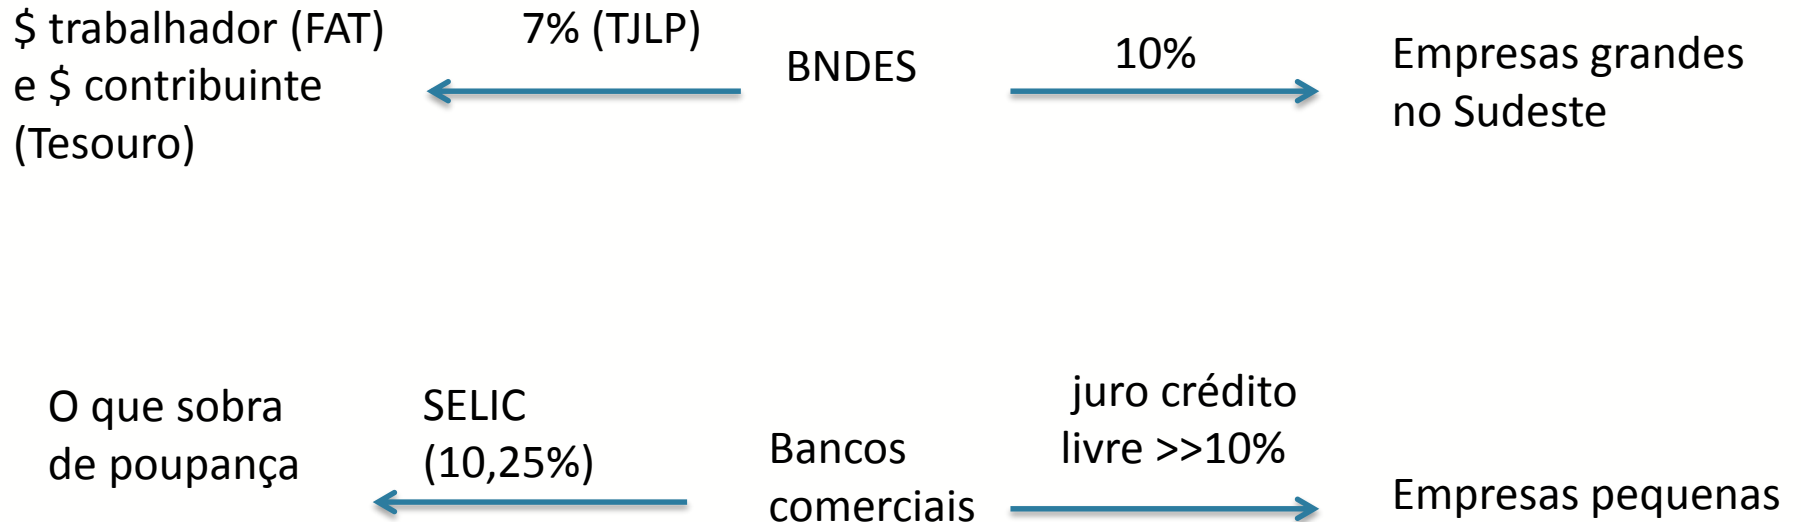 $ trabalhador (FAT)
e $ contribuinte
(Tesouro)
7% (TJLP)
BNDES
10%
Empresas grandes
no Sudeste
O que sobra
de poupança
SELIC
(10,25%)
Bancos
comerciais
juro crédito
livre >>10%
Empresas pequenas